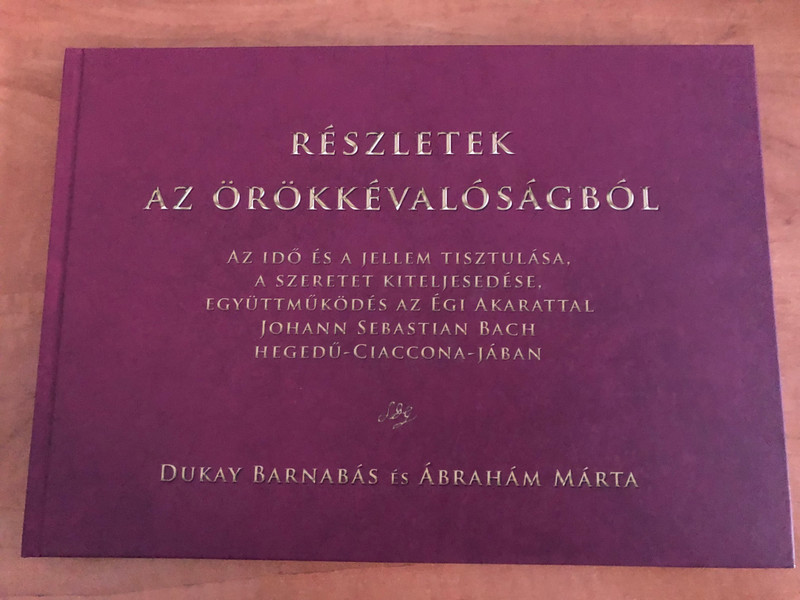 RÉSZLETEK
AZ ÖRÖKKÉVALÓSÁGBÓL
AZ IDŐ ÉS A JELLEM TISZTULÁSA,
A SZERETET KITELJESEDÉSE,
EGYÜTTMŰKÖDÉS AZ ÉGI AKARATTAL
JOHANN SEBASTIAN BACH
HEGEDŰ-CIACCONA-JÁBAN
DUKAY BARNABÁS ÉS ÁBRAHÁM MÁRTA